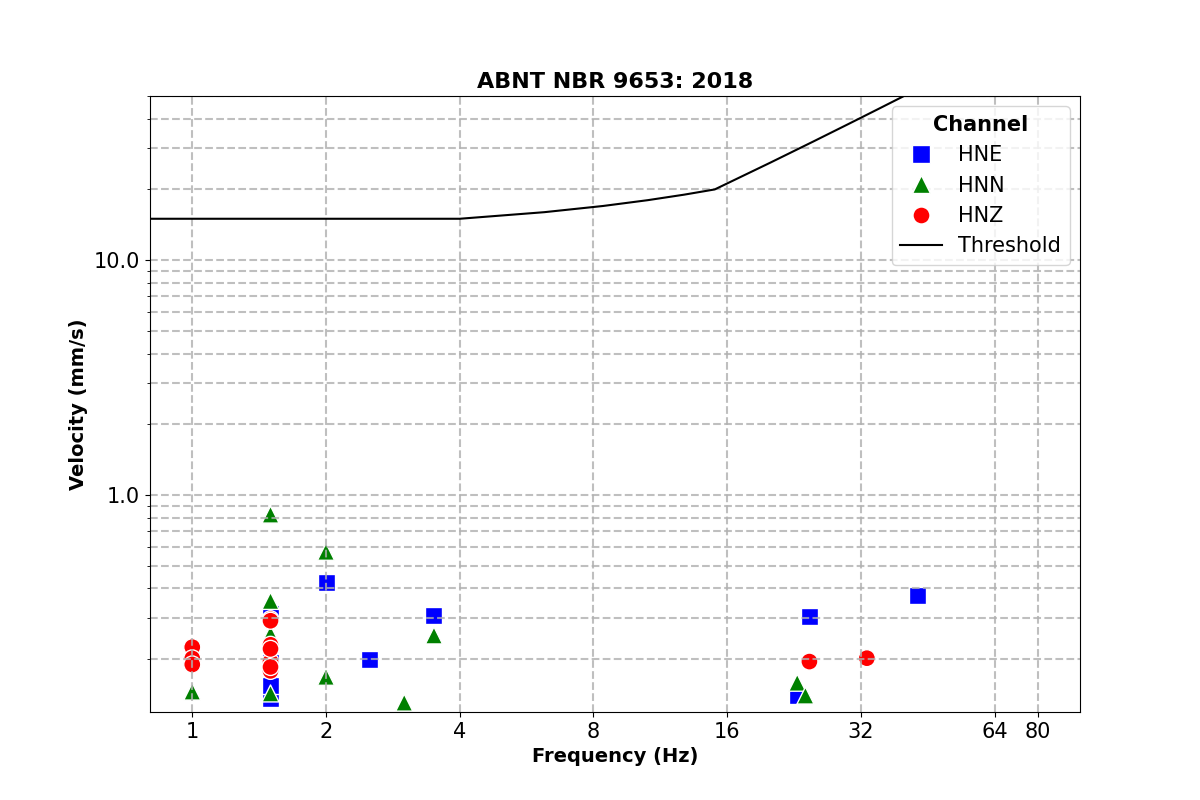 ABNT NBR 9653: 2018
Channel
HNE
HNN
HNZ
Threshold
10.0
1.0
Velocity (mm/s)
1 2 4 8 16 32 64 80
Frequency (Hz)